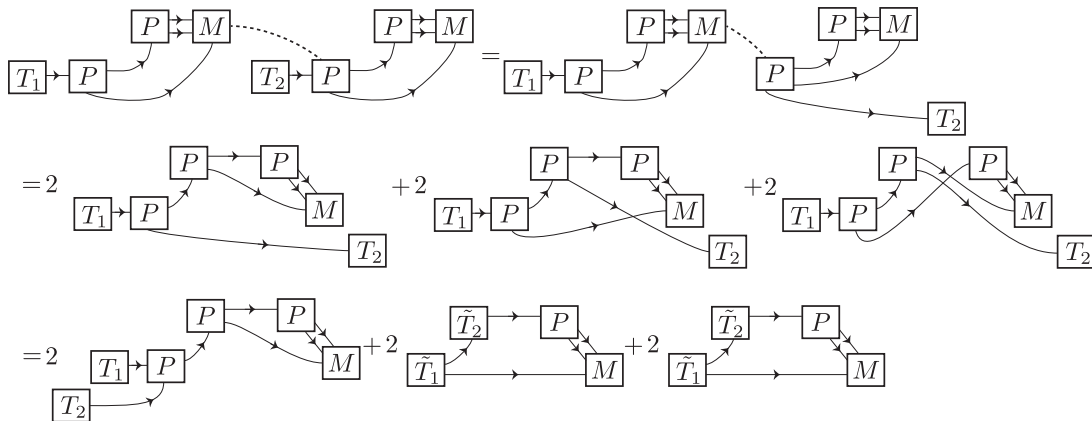 P M P M P M P M
T₁ P T₂ P = T₁ P P T₂
= 2 T₁ P P P M T₂ + 2 T₁ P P P M T₂ + 2 T₁ P P P M T₂
= 2 T₁ T₂ P P P M + 2 T̃₁ T̃₂ P M + 2 T̃₁ T̃₂ P M